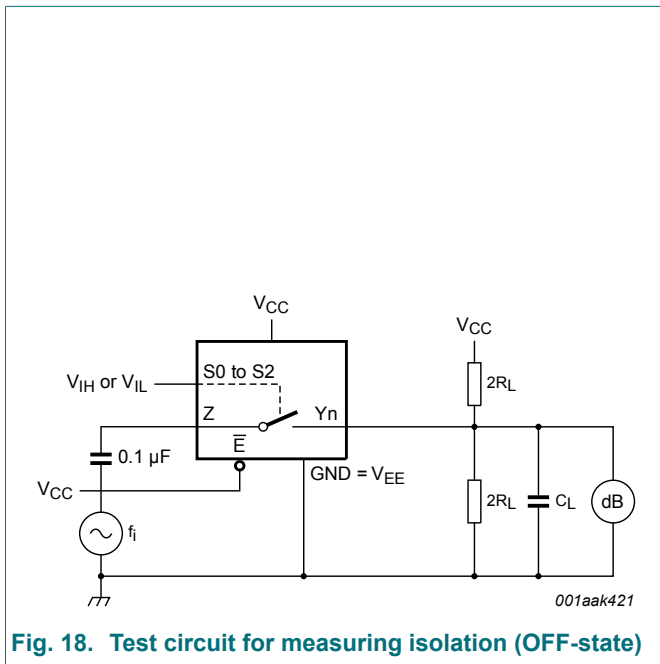 VCC
VCC
VIH or VIL
S0 to S2
2RL
Z
Yn
E̅
0.1 µF
GND = VEE
VCC
2RL
CL
dB
fi
001aak421
Fig. 18. Test circuit for measuring isolation (OFF-state)